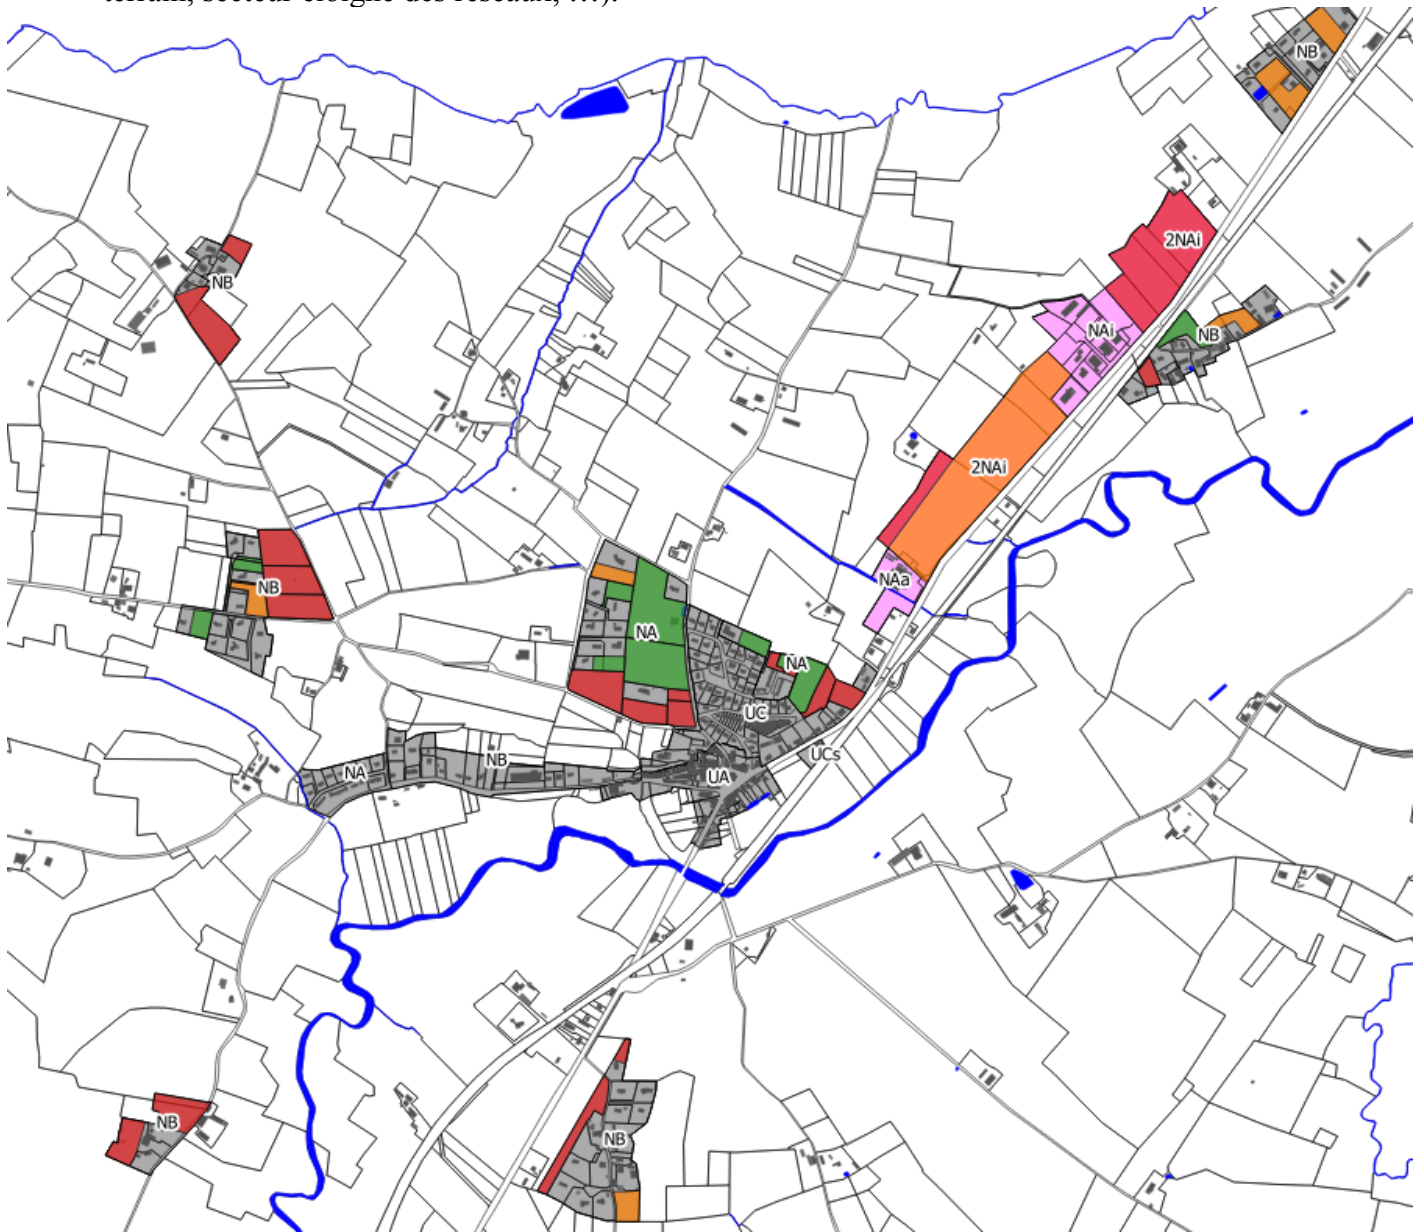 terrain, secteur éloigné des réseaux, …).
NB
2NAi
NB
NAi
NB
2NAi
NAa
NB
NA
NA
UC
UCs
NB
NA
UA
NB
NB